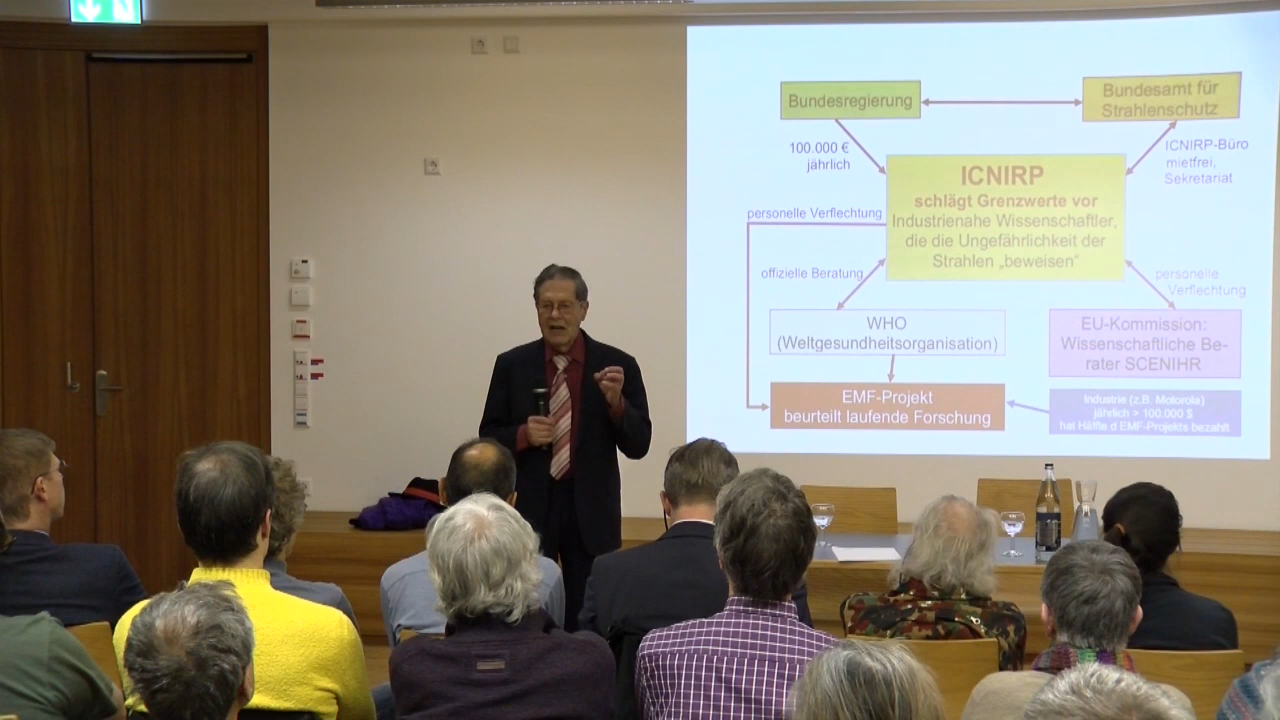 Bundesregierung
Bundesamt für
Strahlenschutz
100.000 €
jährlich
ICNIRP-Büro
mietfrei,
Sekretariat
ICNIRP
schlägt Grenzwerte vor
Industrienahe Wissenschaftler,
die die Ungefährlichkeit der
Strahlen „beweisen“
personelle Verflechtung
offizielle Beratung
personelle
Verflechtung
WHO
(Weltgesundheitsorganisation)
EU-Kommission:
Wissenschaftliche Be-
rater SCENIHR
EMF-Projekt
beurteilt laufende Forschung
Industrie (z.B. Motorola)
jährlich > 100.000 $
hat Hälfte d EMF-Projekts bezahlt